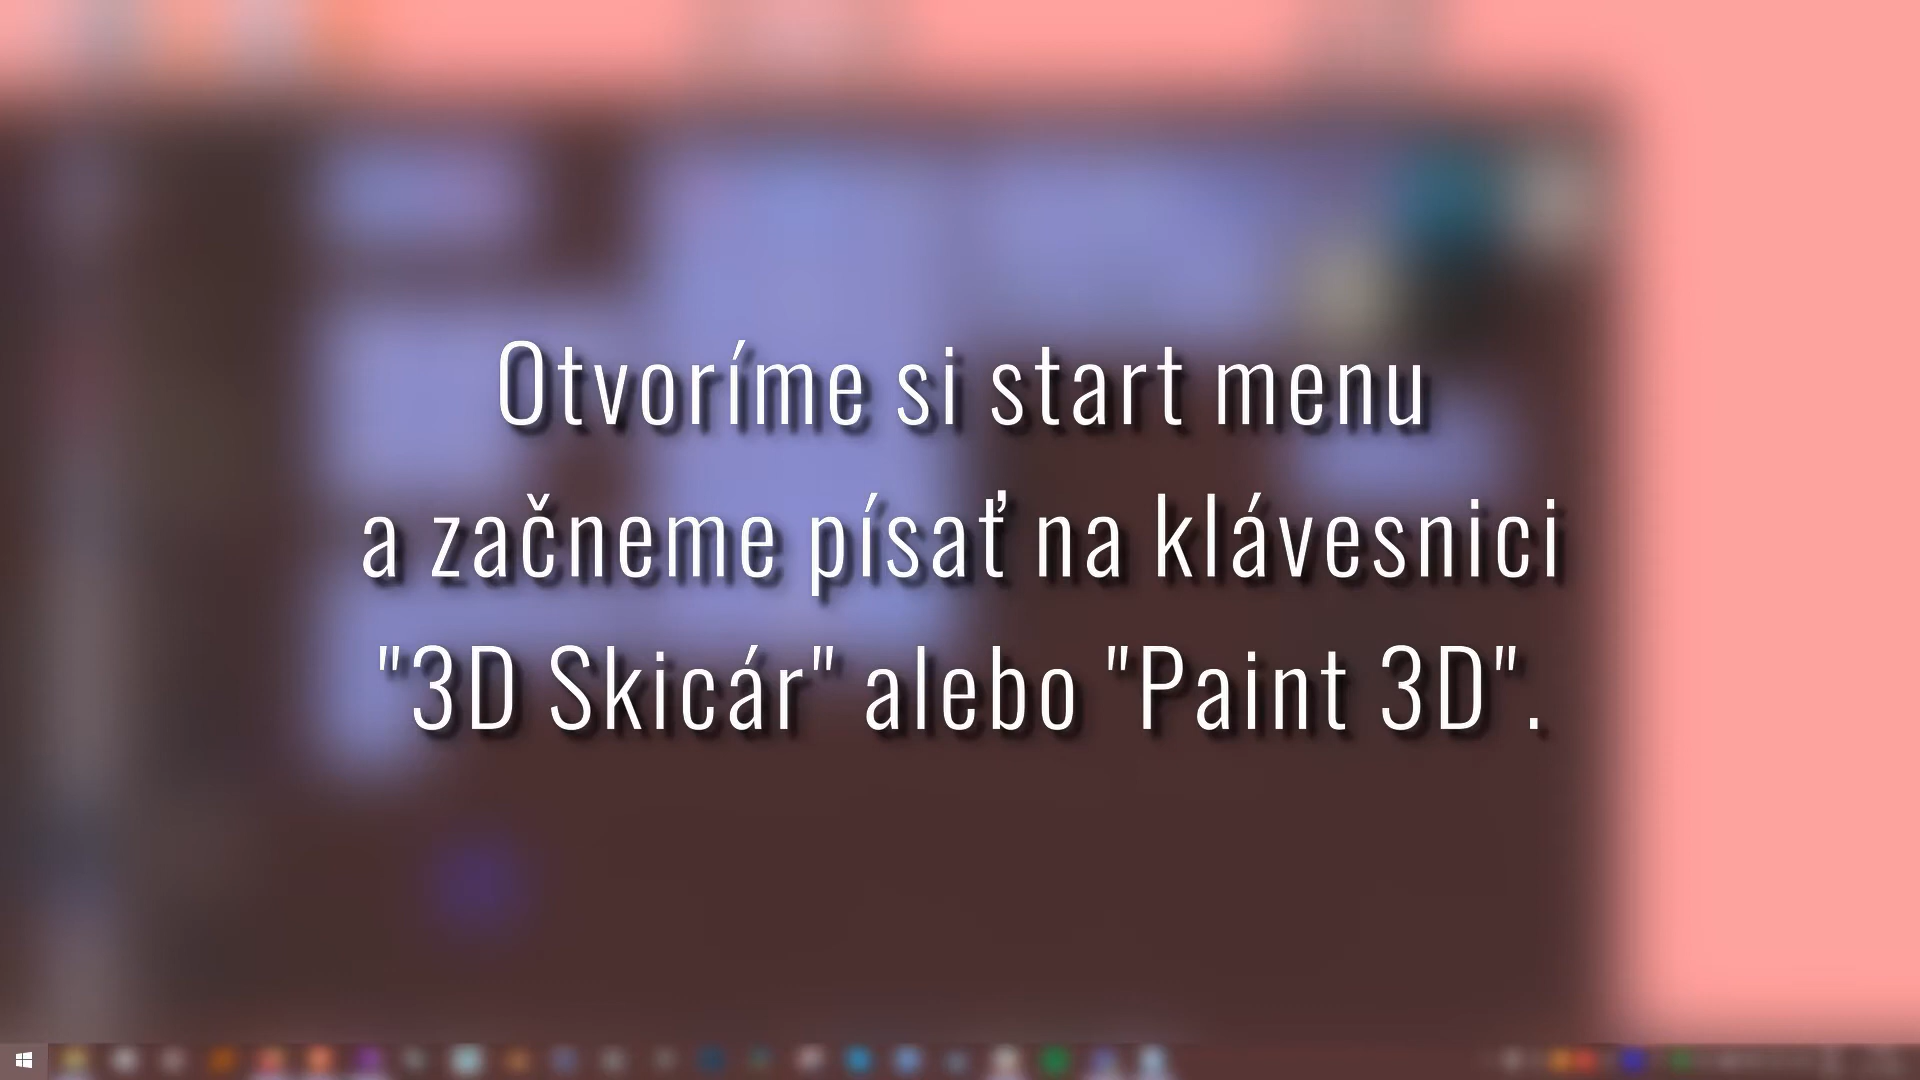 Otvoríme si start menu
a začneme písať na klávesnici
"3D Skicár" alebo "Paint 3D".